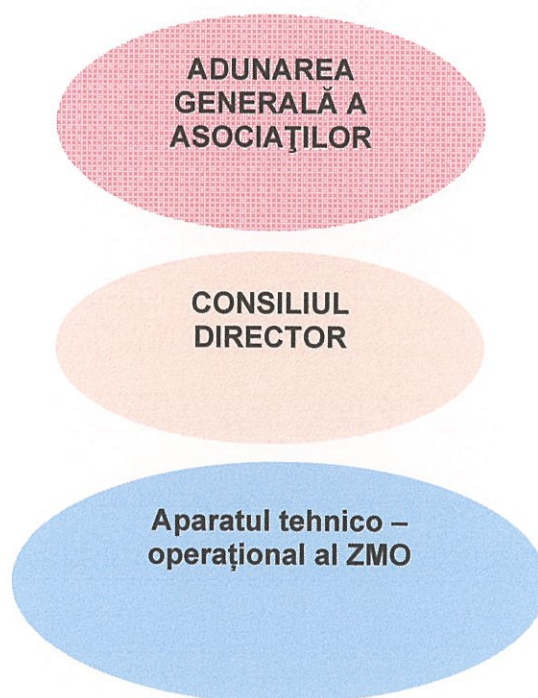 ADUNAREA
GENERALĂ A
ASOCIAŢILOR
CONSILIUL
DIRECTOR
Aparatul tehnico –
operațional al ZMO